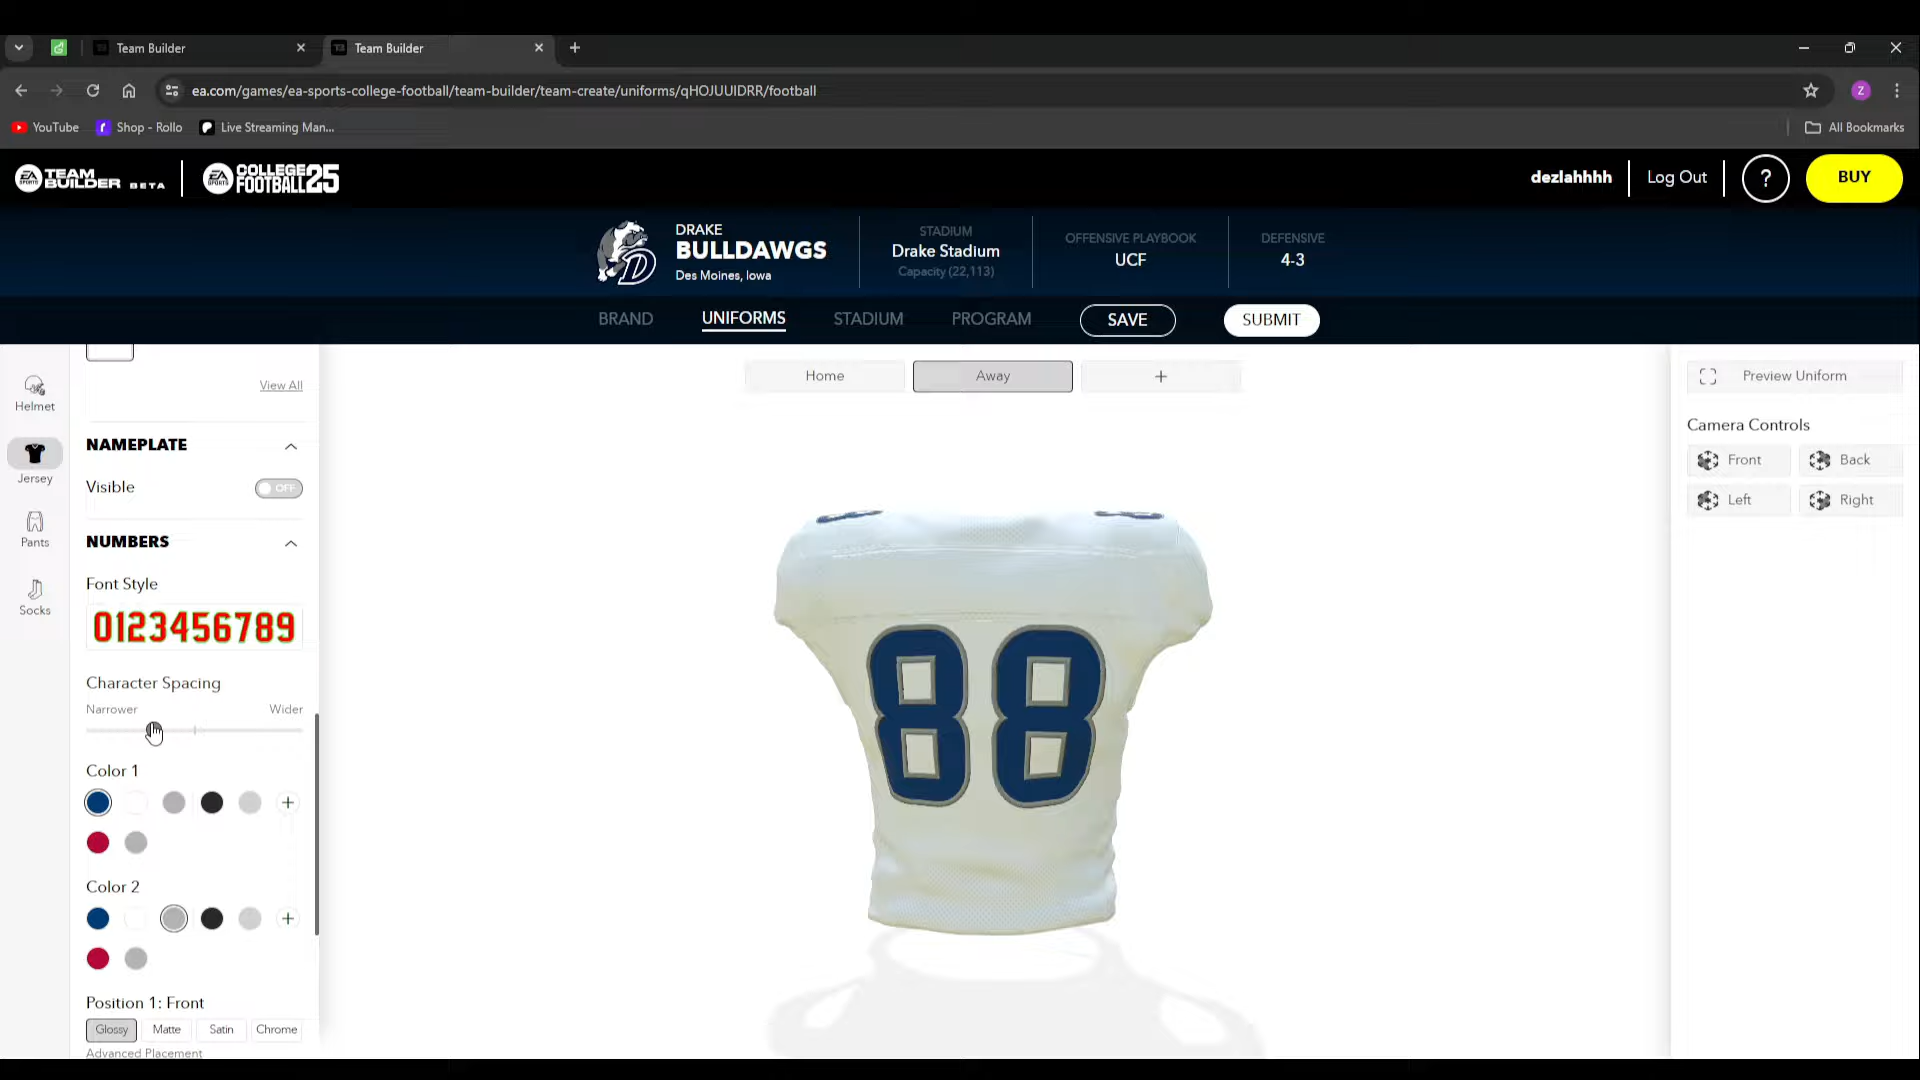 Team Builder
Team Builder
ea.com/games/ea-sports-college-football/team-builder/team-create/uniforms/qHOJUUIDRR/football
Z
YouTube
Shop - Rollo
Live Streaming Man...
All Bookmarks
EA SPORTS TEAM BUILDER BETA
EA SPORTS COLLEGE FOOTBALL 25
dezlahhhh
Log Out
?
BUY
D
DRAKE
BULLDAWGS
Des Moines, Iowa
STADIUM
Drake Stadium
Capacity (22,113)
OFFENSIVE PLAYBOOK
UCF
DEFENSIVE
4-3
BRAND
UNIFORMS
STADIUM
PROGRAM
SAVE
SUBMIT
Helmet
Jersey
Pants
Socks
View All
NAMEPLATE
Visible
OFF
NUMBERS
Font Style
0123456789
Character Spacing
Narrower
Wider
Color 1
+
Color 2
+
Position 1: Front
Glossy
Matte
Satin
Chrome
Advanced Placement
Home
Away
+
88
Preview Uniform
Camera Controls
Front
Back
Left
Right